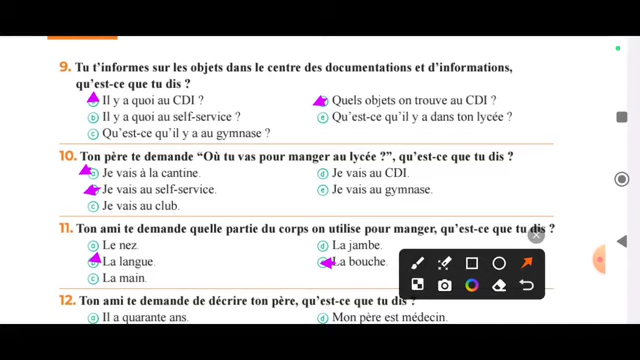 9. Tu t'informes sur les objets dans le centre des documentations et d'informations,
qu'est-ce que tu dis ?
Il y a quoi au CDI ?
Quels objets on trouve au CDI ?
b Il y a quoi au self-service ?
e Qu'est-ce qu'il y a dans ton lycée ?
c Qu'est-ce qu'il y a au gymnase ?
10. Ton père te demande “Où tu vas pour manger au lycée ?”, qu'est-ce que tu dis ?
a Je vais à la cantine.
d Je vais au CDI.
Je vais au self-service.
e Je vais au gymnase.
c Je vais au club.
11. Ton ami te demande quelle partie du corps on utilise pour manger, qu'est-ce que tu dis ?
a Le nez.
d La jambe.
La langue.
La bouche.
c La main.
12. Ton ami te demande de décrire ton père, qu'est-ce que tu dis ?
a Il a quarante ans.
d Mon père est médecin.